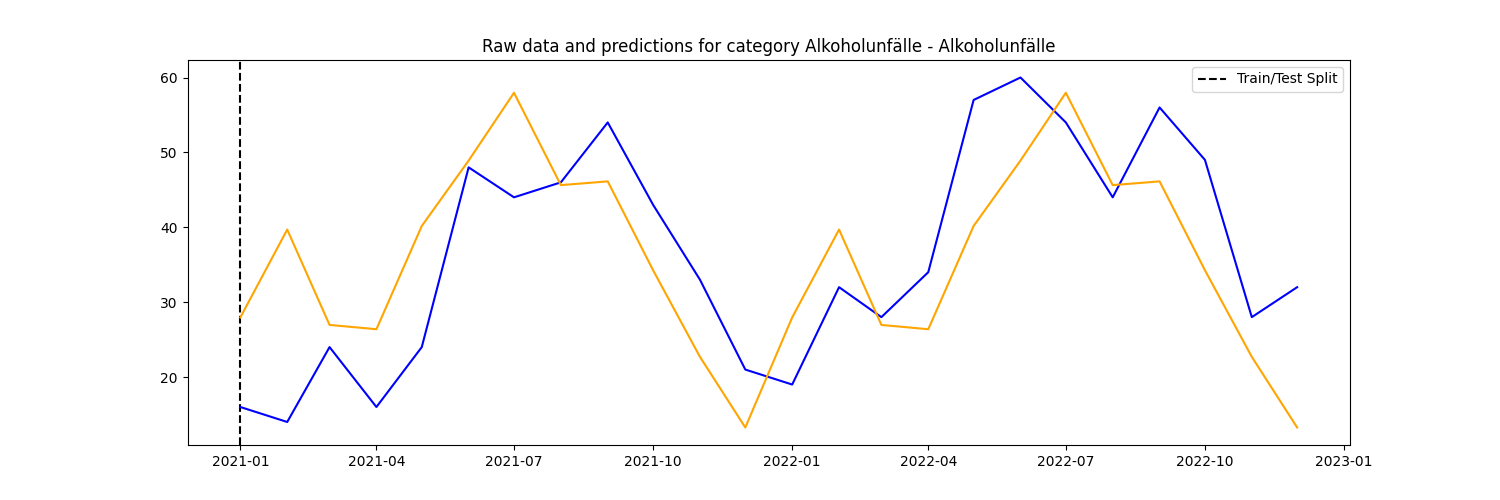 Raw data and predictions for category Alkoholunfälle - Alkoholunfälle
Train/Test Split
60
50
40
30
20
2021-01 2021-04 2021-07 2021-10 2022-01 2022-04 2022-07 2022-10 2023-01